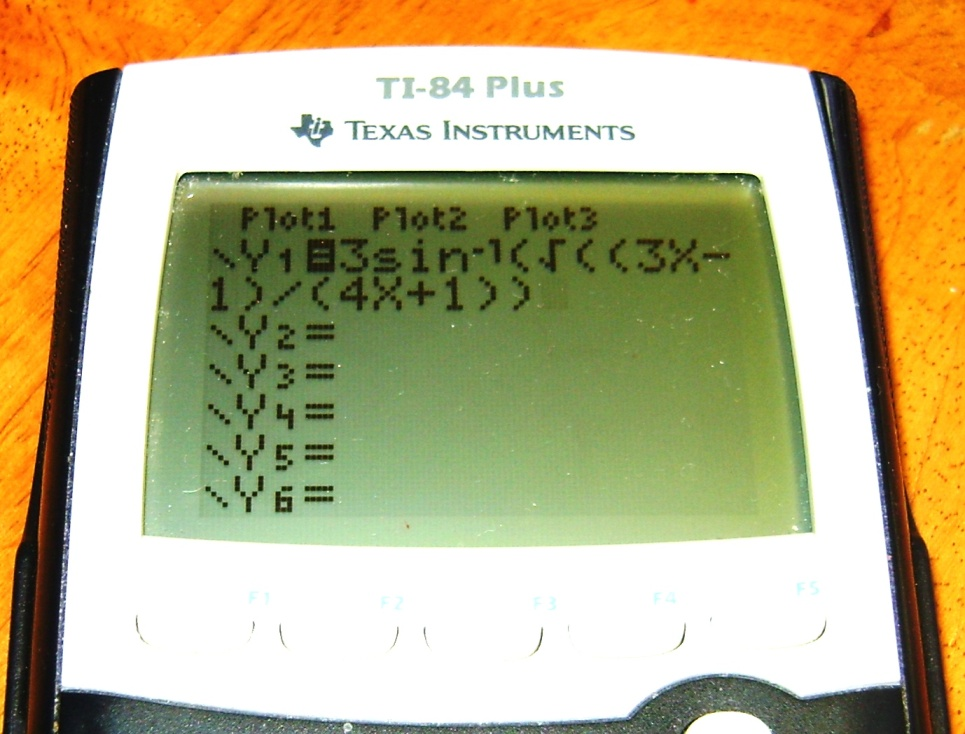 TI-84 Plus
TEXAS INSTRUMENTS
Plot1 Plot2 Plot3
\Y₁=3sin⁻¹(√((3X-
1)/(4X+1))
\Y₂=
\Y₃=
\Y₄=
\Y₅=
\Y₆=
F1 F2 F3 F4 F5